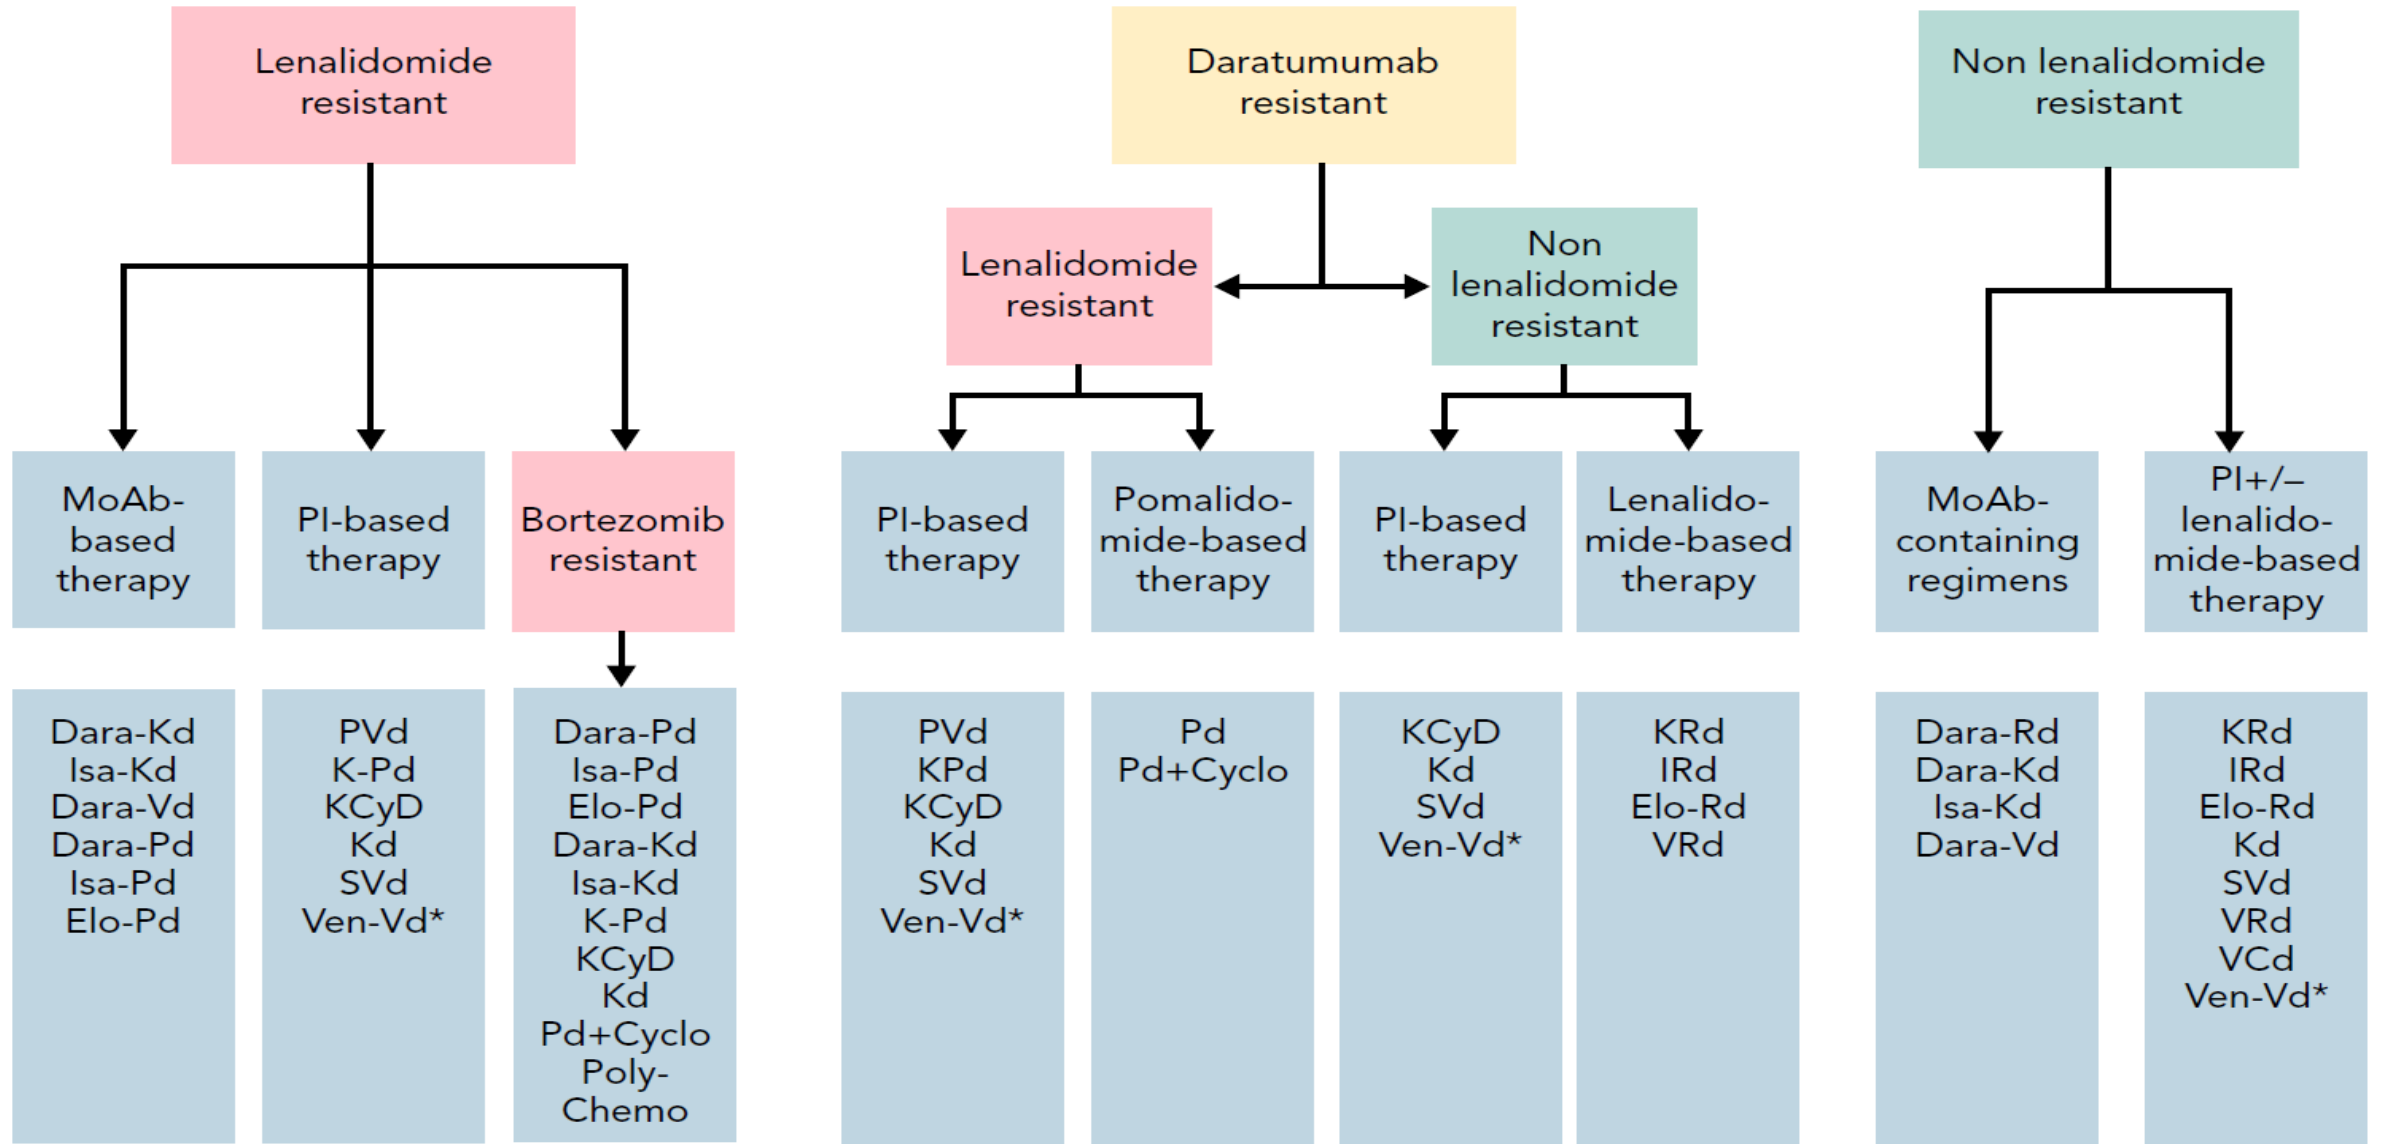 Lenalidomide
resistant
Daratumumab
resistant
Non lenalidomide
resistant
Lenalidomide
resistant
Non
lenalidomide
resistant
MoAb-
based
therapy
PI-based
therapy
Bortezomib
resistant
PI-based
therapy
Pomalido-
mide-based
therapy
PI-based
therapy
Lenalido-
mide-based
therapy
MoAb-
containing
regimens
PI+/–
lenalido-
mide-based
therapy
Dara-Kd
Isa-Kd
Dara-Vd
Dara-Pd
Isa-Pd
Elo-Pd
PVd
K-Pd
KCyD
Kd
SVd
Ven-Vd*
Dara-Pd
Isa-Pd
Elo-Pd
Dara-Kd
Isa-Kd
K-Pd
KCyD
Kd
Pd+Cyclo
Poly-
Chemo
PVd
KPd
KCyD
Kd
SVd
Ven-Vd*
Pd
Pd+Cyclo
KCyD
Kd
SVd
Ven-Vd*
KRd
IRd
Elo-Rd
VRd
Dara-Rd
Dara-Kd
Isa-Kd
Dara-Vd
KRd
IRd
Elo-Rd
Kd
SVd
VRd
VCd
Ven-Vd*